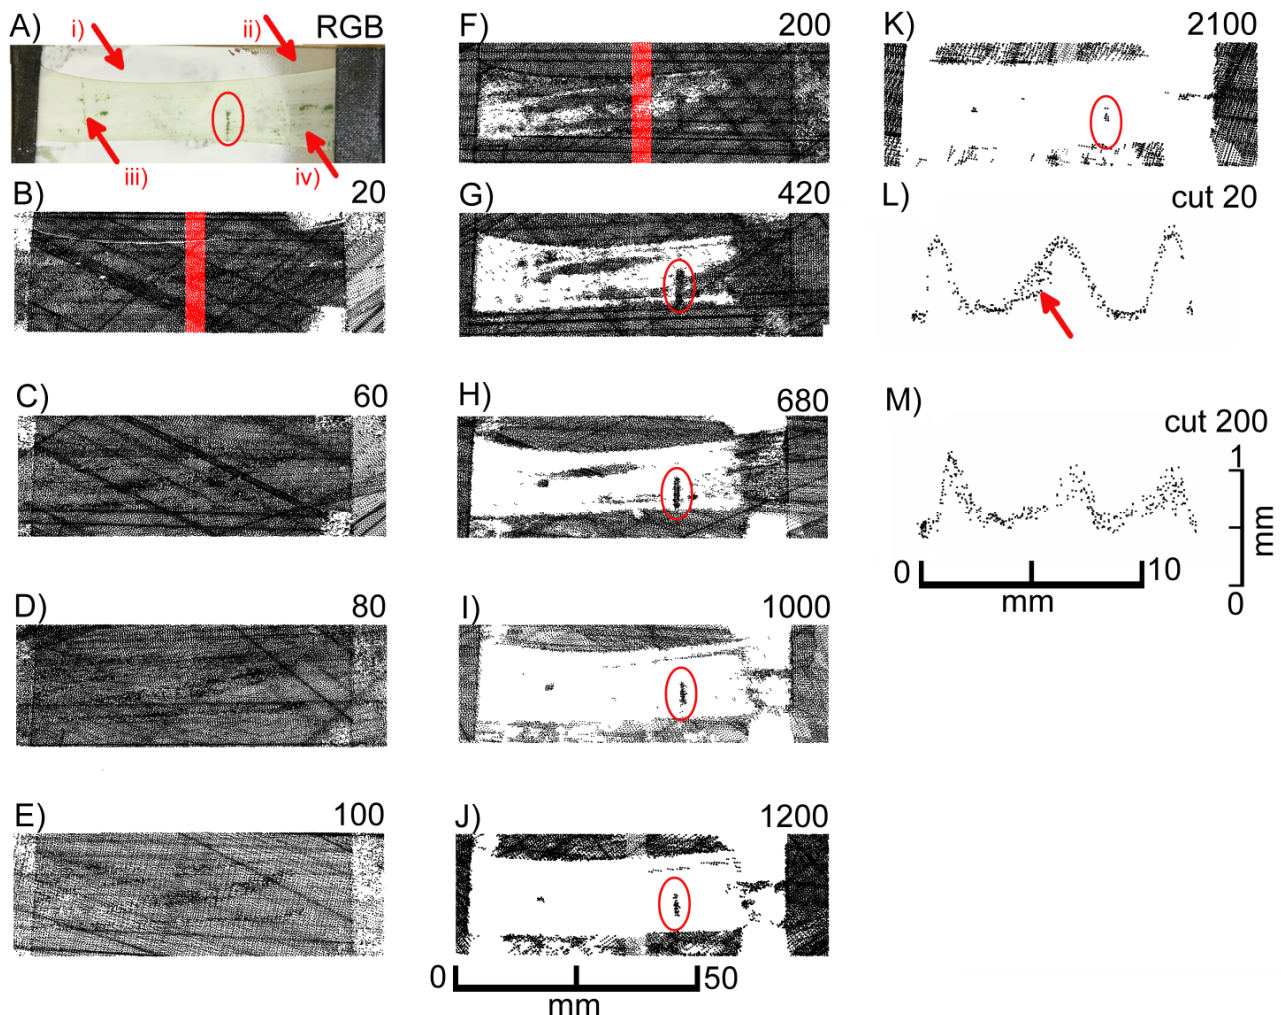 A) RGB
i) ii)
iii) iv)
B) 20
C) 60
D) 80
E) 100
F) 200
G) 420
H) 680
I) 1000
J) 1200
0 50
mm
K) 2100
L) cut 20
M) cut 200
1
mm
0
0 10
mm